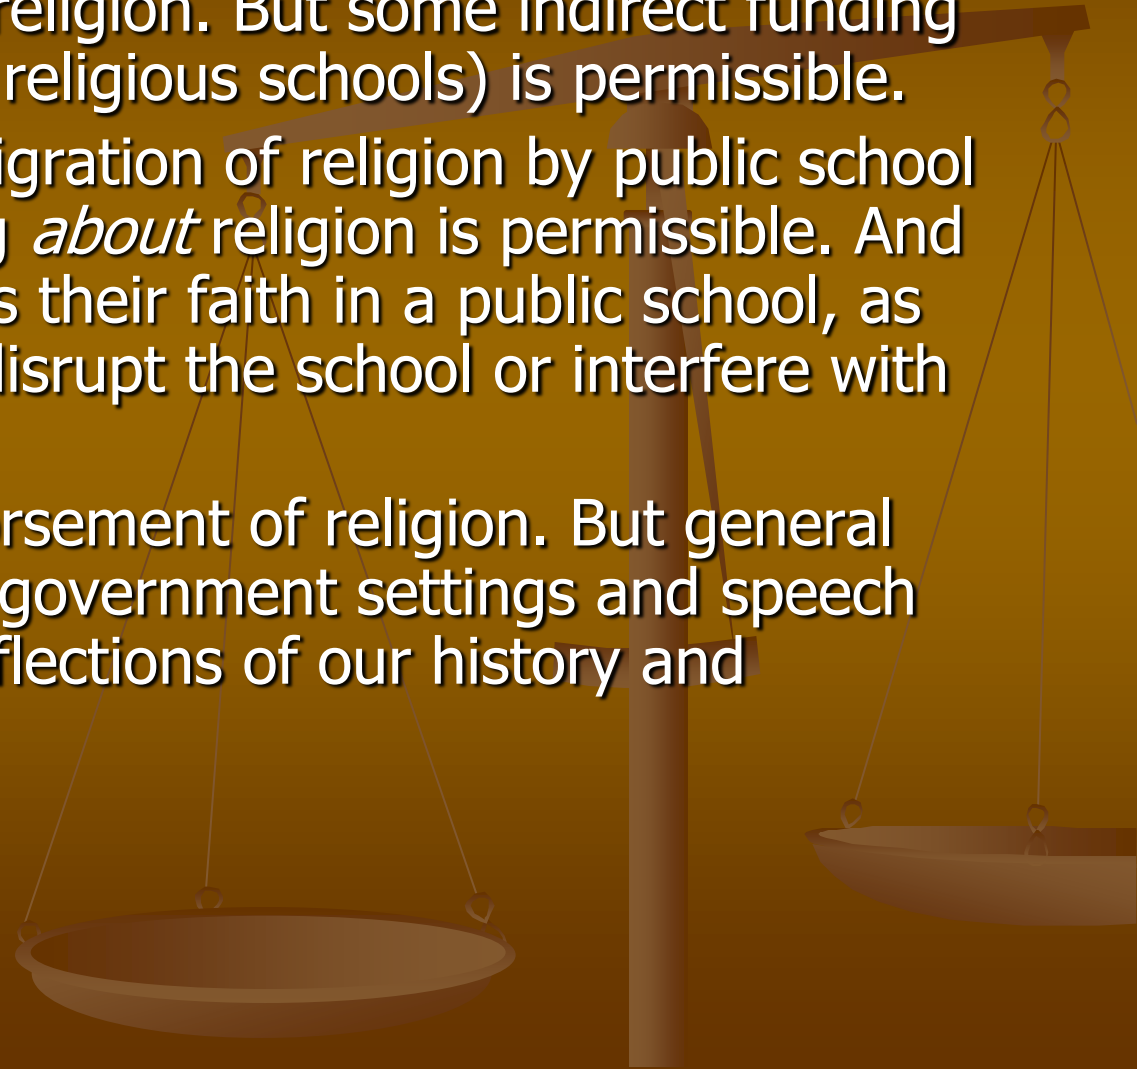 religion. But some indirect funding
religious schools) is permissible.
igration of religion by public school
g about religion is permissible. And
s their faith in a public school, as
disrupt the school or interfere with
rsement of religion. But general
government settings and speech
flections of our history and